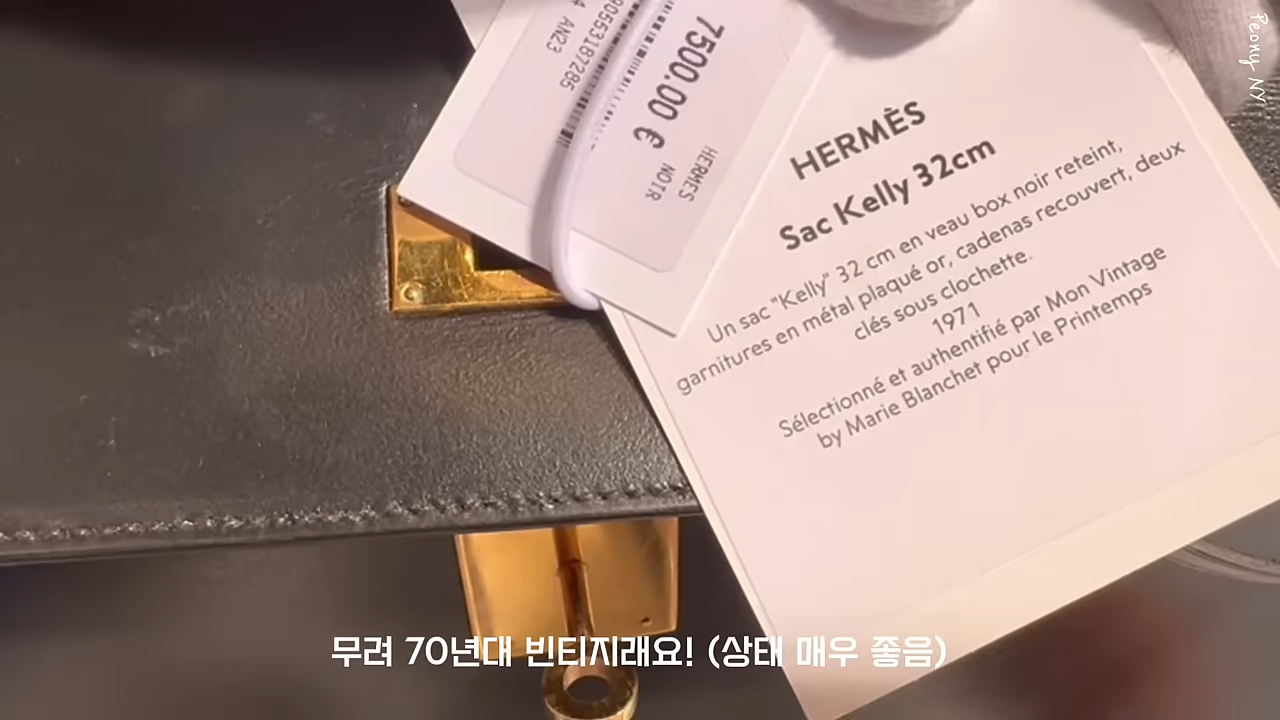 Peony NY
7500.00 €
HERMES
NOIR
AN23
HERMÈS
Sac Kelly 32cm
Un sac "Kelly" 32 cm en veau box noir reteint,
garnitures en métal plaqué or, cadenas recouvert, deux
clés sous clochette.
1971
Sélectionné et authentifié par Mon Vintage
by Marie Blanchet pour le Printemps
무려 70년대 빈티지래요! (상태 매우 좋음)